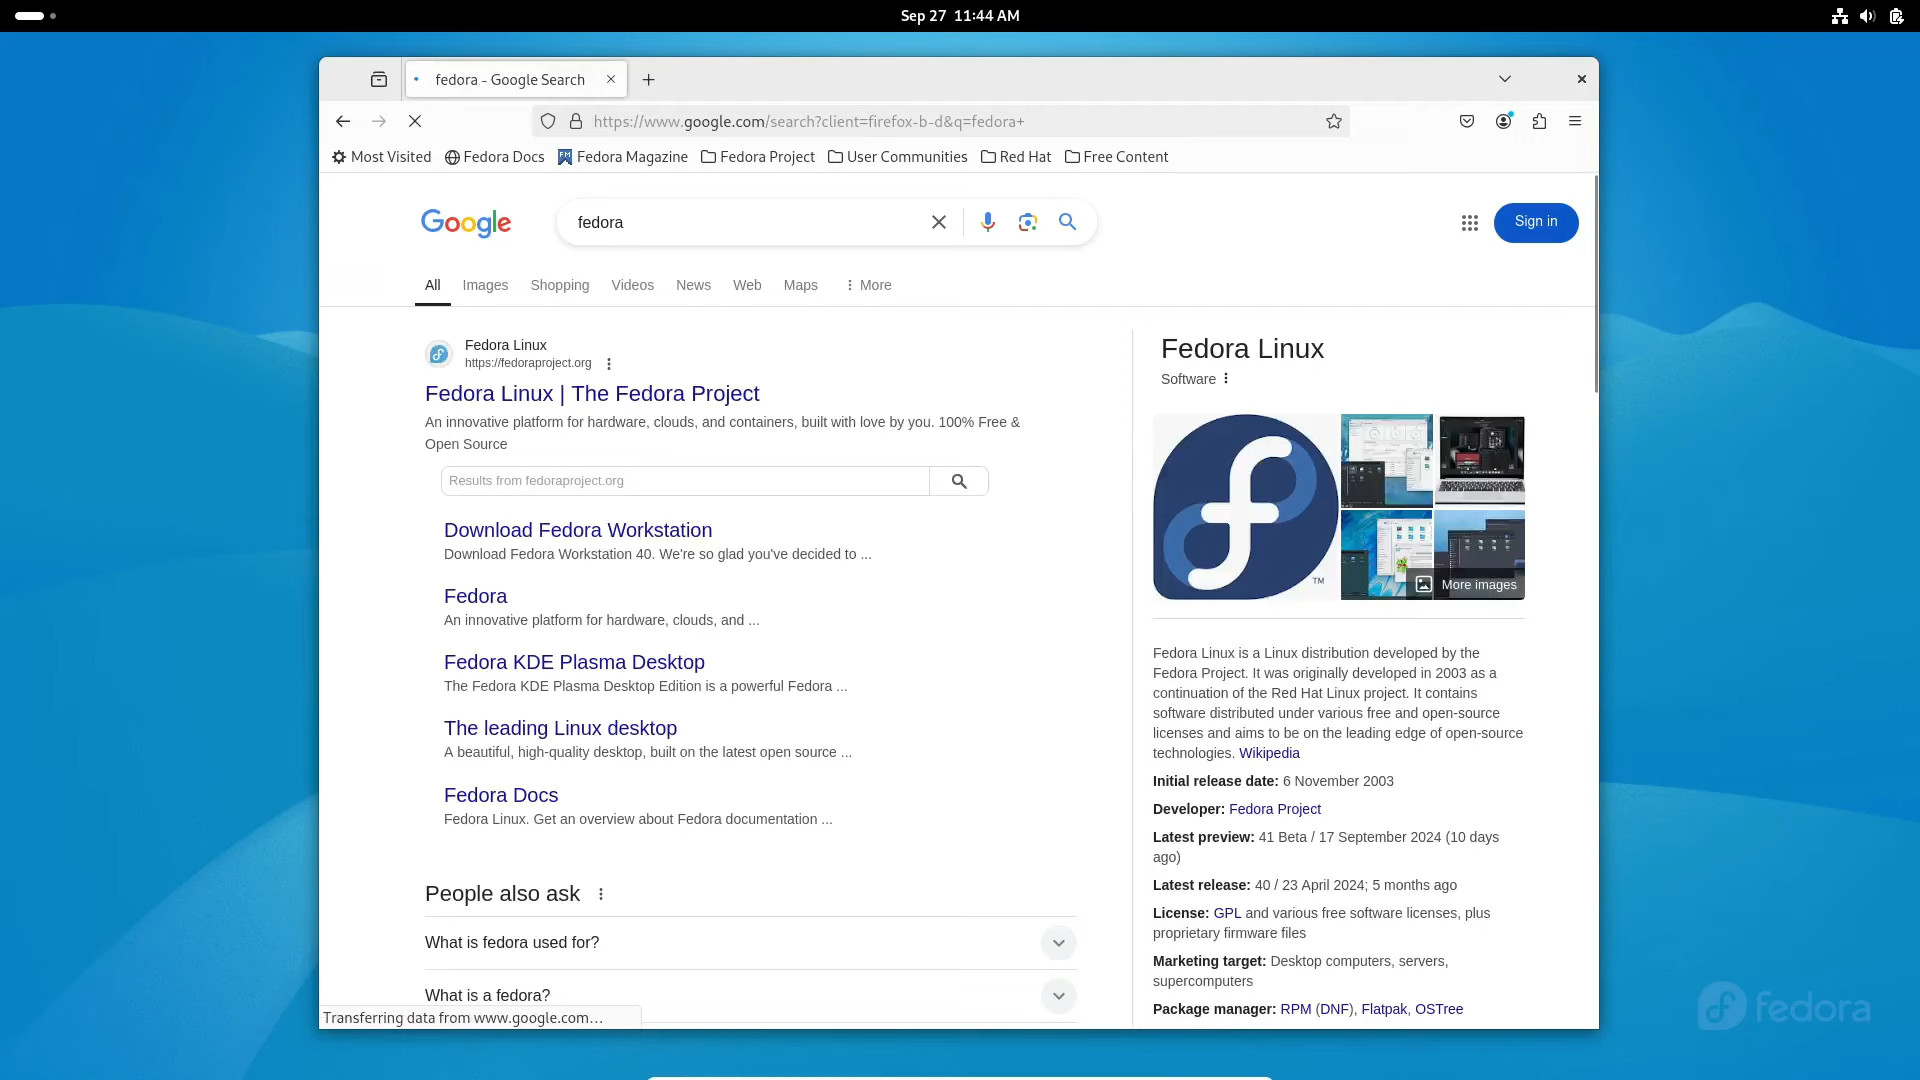 Sep 27 11:44 AM
fedora - Google Search
https://www.google.com/search?client=firefox-b-d&q=fedora+
Most Visited Fedora Docs Fedora Magazine Fedora Project User Communities Red Hat Free Content
Google
fedora
Sign in
All Images Shopping Videos News Web Maps More
Fedora Linux
https://fedoraproject.org
Fedora Linux | The Fedora Project
An innovative platform for hardware, clouds, and containers, built with love by you. 100% Free &
Open Source
Results from fedoraproject.org
Download Fedora Workstation
Download Fedora Workstation 40. We're so glad you've decided to ...
Fedora
An innovative platform for hardware, clouds, and ...
Fedora KDE Plasma Desktop
The Fedora KDE Plasma Desktop Edition is a powerful Fedora ...
The leading Linux desktop
A beautiful, high-quality desktop, built on the latest open source ...
Fedora Docs
Fedora Linux. Get an overview about Fedora documentation ...
People also ask
What is fedora used for?
What is a fedora?
Transferring data from www.google.com…
Fedora Linux
Software
TM
More images
Fedora Linux is a Linux distribution developed by the
Fedora Project. It was originally developed in 2003 as a
continuation of the Red Hat Linux project. It contains
software distributed under various free and open-source
licenses and aims to be on the leading edge of open-source
technologies. Wikipedia
Initial release date: 6 November 2003
Developer: Fedora Project
Latest preview: 41 Beta / 17 September 2024 (10 days
ago)
Latest release: 40 / 23 April 2024; 5 months ago
License: GPL and various free software licenses, plus
proprietary firmware files
Marketing target: Desktop computers, servers,
supercomputers
Package manager: RPM (DNF), Flatpak, OSTree
fedora